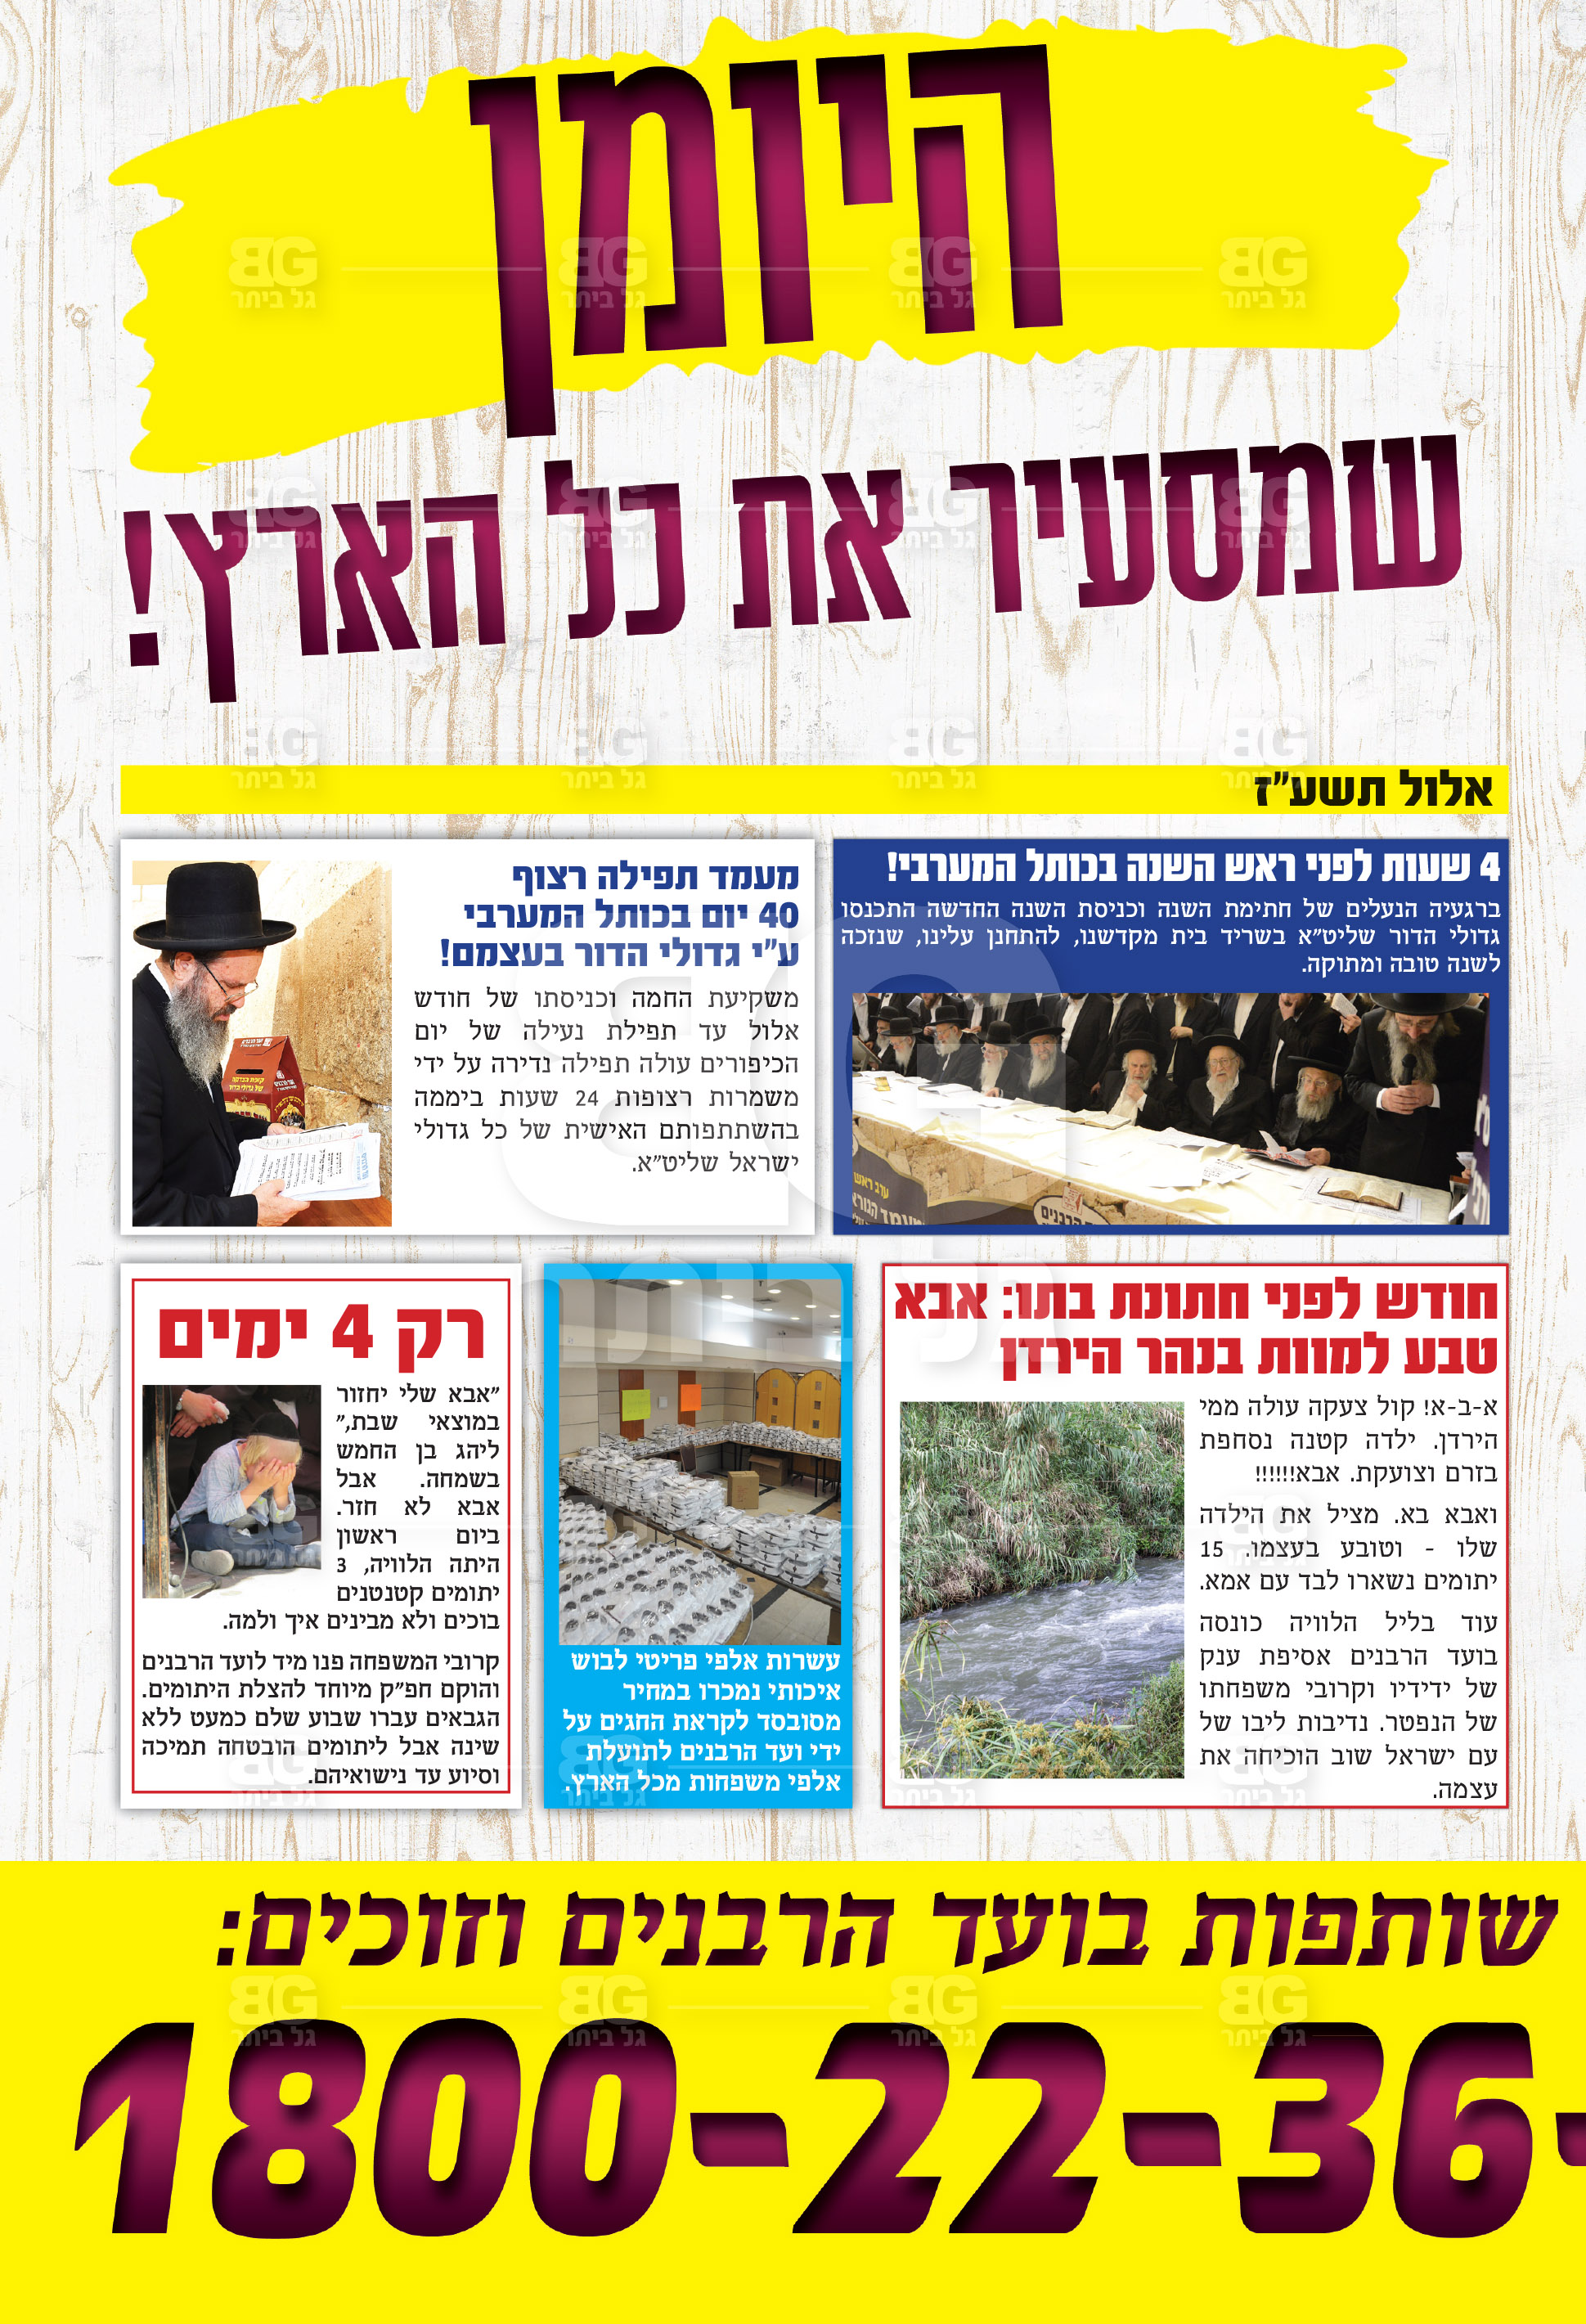 היומן
שמסעיר את כל הארץ!
אלול תשע"ז
4 שעות לפני ראש השנה בכותל המערבי!
ברגעיה הנעלים של חתימת השנה וכניסת השנה החדשה התכנסו
גדולי הדור שליט"א בשריד בית מקדשנו, להתחנן עלינו, שנזכה
לשנה טובה ומתוקה.
מעמד תפילה רצוף
40 יום בכותל המערבי
ע"י גדולי הדור בעצמם!
משקיעת החמה וכניסתו של חודש
אלול עד תפילת נעילה של יום
הכיפורים עולה תפילה נדירה על ידי
משמרות רצופות 24 שעות ביממה
בהשתתפותם האישית של כל גדולי
ישראל שליט"א.
חודש לפני חתונת בתו: אבא
טבע למוות בנהר הירדן
א-ב-א! קול צעקה עולה ממי
הירדן. ילדה קטנה נסחפת
בזרם וצועקת. אבא!!!!!!
ואבא בא. מציל את הילדה
שלו - וטובע בעצמו. 15
יתומים נשארו לבד עם אמא.
עוד בליל הלוויה כונסה
בועד הרבנים אסיפת ענק
של ידידיו וקרובי משפחתו
של הנפטר. נדיבות ליבו של
עם ישראל שוב הוכיחה את
עצמה.
עשרות אלפי פריטי לבוש
איכותי נמכרו במחיר
מסובסד לקראת החגים על
ידי ועד הרבנים לתועלת
אלפי משפחות מכל הארץ.
רק 4 ימים
"אבא שלי יחזור
במוצאי שבת,"
ליהג בן החמש
בשמחה. אבל
אבא לא חזר.
ביום ראשון
היתה הלוויה, 3
יתומים קטנטנים
בוכים ולא מבינים איך ולמה.
קרובי המשפחה פנו מיד לועד הרבנים
והוקם חפ"ק מיוחד להצלת היתומים.
הגבאים עברו שבוע שלם כמעט ללא
שינה אבל ליתומים הובטחה תמיכה
וסיוע עד נישואיהם.
שותפות בועד הרבנים וזוכים:
1800-22-36-
BG
גל ביתר